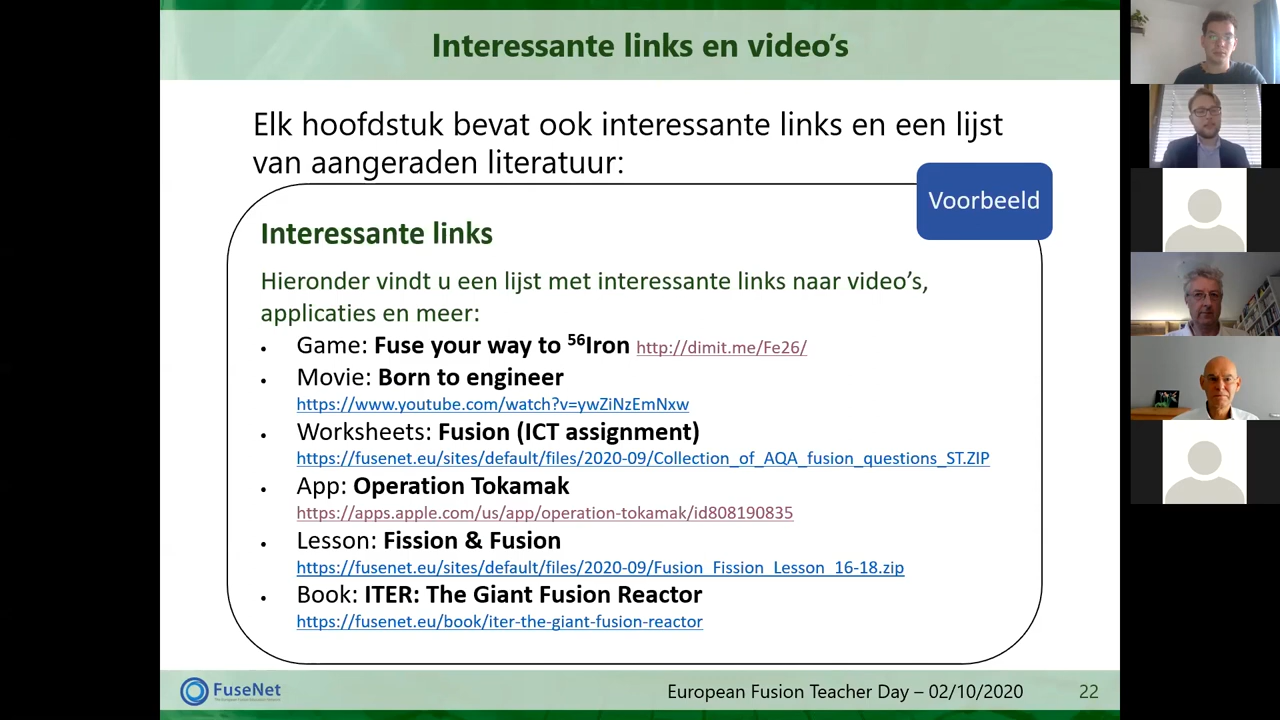 Interessante links en video's
Elk hoofdstuk bevat ook interessante links en een lijst
van aangeraden literatuur:
Voorbeeld
Interessante links
Hieronder vindt u een lijst met interessante links naar video's,
applicaties en meer:
• Game: Fuse your way to ⁵⁶Iron http://dimit.me/Fe26/
• Movie: Born to engineer
https://www.youtube.com/watch?v=ywZiNzEmNxw
• Worksheets: Fusion (ICT assignment)
https://fusenet.eu/sites/default/files/2020-09/Collection_of_AQA_fusion_questions_ST.ZIP
• App: Operation Tokamak
https://apps.apple.com/us/app/operation-tokamak/id808190835
• Lesson: Fission & Fusion
https://fusenet.eu/sites/default/files/2020-09/Fusion_Fission_Lesson_16-18.zip
• Book: ITER: The Giant Fusion Reactor
https://fusenet.eu/book/iter-the-giant-fusion-reactor
FuseNet
European Fusion Teacher Day – 02/10/2020
22